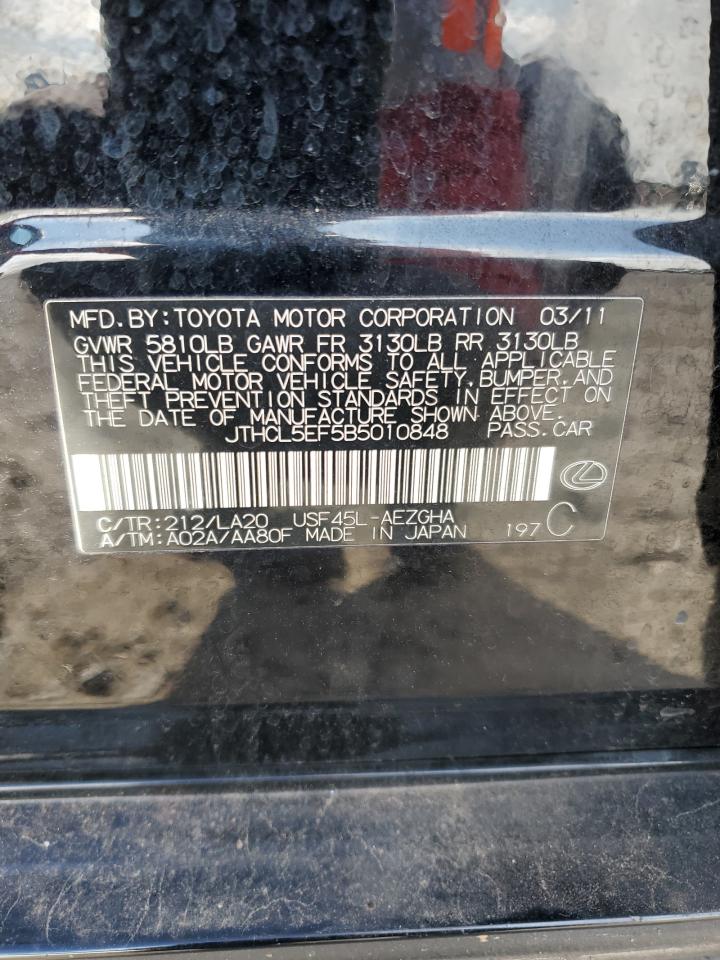 MFD.BY:TOYOTA MOTOR CORPORATION 03/11
GVWR 5810LB GAWR FR 3130LB RR 3130LB
THIS VEHICLE CONFORMS TO ALL APPLICABLE
FEDERAL MOTOR VEHICLE SAFETY,BUMPER,AND
THEFT PREVENTION STANDARDS IN EFFECT ON
THE DATE OF MANUFACTURE SHOWN ABOVE.
JTHCL5EF5B5010848 PASS.CAR
C/TR:212/LA20 USF45L-AEZGHA
A/TM:A02A/AA80F MADE IN JAPAN 197 C